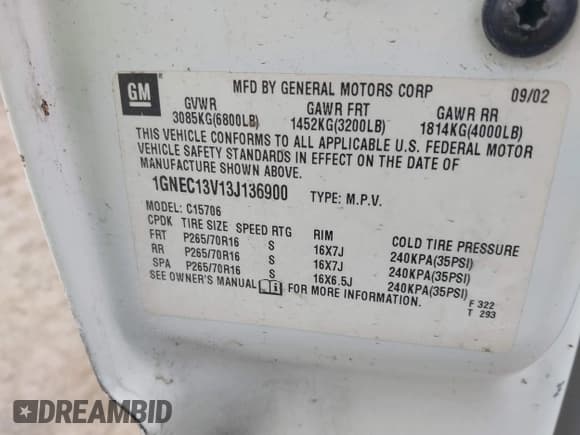 GM
MFD BY GENERAL MOTORS CORP 09/02
GVWR GAWR FRT GAWR RR
3085KG(6800LB) 1452KG(3200LB) 1814KG(4000LB)
THIS VEHICLE CONFORMS TO ALL APPLICABLE U.S. FEDERAL MOTOR
VEHICLE SAFETY STANDARDS IN EFFECT ON THE DATE OF
MANUFACTURE SHOWN ABOVE.
1GNEC13V13J136900 TYPE: M.P.V.
MODEL: C15706
CPDK TIRE SIZE SPEED RTG RIM COLD TIRE PRESSURE
FRT P265/70R16 S 16X7J 240KPA(35PSI)
RR P265/70R16 S 16X7J 240KPA(35PSI)
SPA P265/70R16 S 16X6.5J 240KPA(35PSI)
SEE OWNER'S MANUAL FOR MORE INFORMATION.
F 322
T 293
DREAMBID